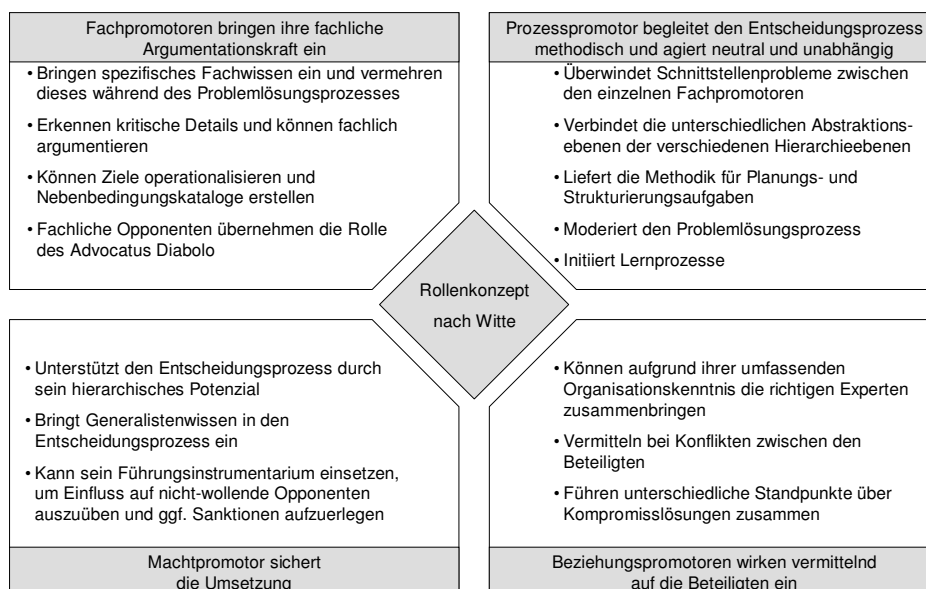 Fachpromotoren bringen ihre fachliche
Argumentationskraft ein
• Bringen spezifisches Fachwissen ein und vermehren
dieses während des Problemlösungsprozesses
• Erkennen kritische Details und können fachlich
argumentieren
• Können Ziele operationalisieren und
Nebenbedingungskataloge erstellen
• Fachliche Opponenten übernehmen die Rolle
des Advocatus Diabolo
Prozesspromotor begleitet den Entscheidungsprozess
methodisch und agiert neutral und unabhängig
• Überwindet Schnittstellenprobleme zwischen
den einzelnen Fachpromotoren
• Verbindet die unterschiedlichen Abstraktions-
ebenen der verschiedenen Hierarchieebenen
• Liefert die Methodik für Planungs- und
Strukturierungsaufgaben
• Moderiert den Problemlösungsprozess
• Initiiert Lernprozesse
Rollenkonzept
nach Witte
• Unterstützt den Entscheidungsprozess durch
sein hierarchisches Potenzial
• Bringt Generalistenwissen in den
Entscheidungsprozess ein
• Kann sein Führungsinstrumentarium einsetzen,
um Einfluss auf nicht-wollende Opponenten
auszuüben und ggf. Sanktionen aufzuerlegen
Machtpromotor sichert
die Umsetzung
• Können aufgrund ihrer umfassenden
Organisationskenntnis die richtigen Experten
zusammenbringen
• Vermitteln bei Konflikten zwischen den
Beteiligten
• Führen unterschiedliche Standpunkte über
Kompromisslösungen zusammen
Beziehungspromotoren wirken vermittelnd
auf die Beteiligten ein